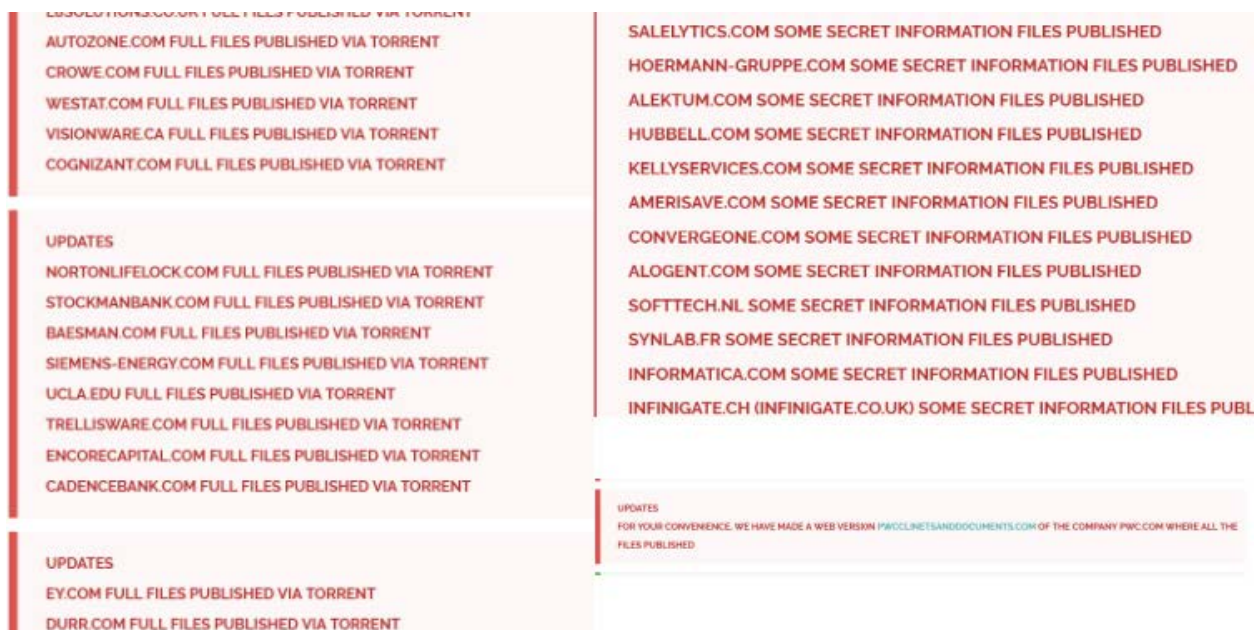 FULL FILES PUBLISHED VIA TORRENT
AUTOZONE.COM FULL FILES PUBLISHED VIA TORRENT
CROWE.COM FULL FILES PUBLISHED VIA TORRENT
WESTAT.COM FULL FILES PUBLISHED VIA TORRENT
VISIONWARE.CA FULL FILES PUBLISHED VIA TORRENT
COGNIZANT.COM FULL FILES PUBLISHED VIA TORRENT
UPDATES
NORTONLIFELOCK.COM FULL FILES PUBLISHED VIA TORRENT
STOCKMANBANK.COM FULL FILES PUBLISHED VIA TORRENT
BAESMAN.COM FULL FILES PUBLISHED VIA TORRENT
SIEMENS-ENERGY.COM FULL FILES PUBLISHED VIA TORRENT
UCLA.EDU FULL FILES PUBLISHED VIA TORRENT
TRELLISWARE.COM FULL FILES PUBLISHED VIA TORRENT
ENCORECAPITAL.COM FULL FILES PUBLISHED VIA TORRENT
CADENCEBANK.COM FULL FILES PUBLISHED VIA TORRENT
UPDATES
EY.COM FULL FILES PUBLISHED VIA TORRENT
DURR.COM FULL FILES PUBLISHED VIA TORRENT
SALELYTICS.COM SOME SECRET INFORMATION FILES PUBLISHED
HOERMANN-GRUPPE.COM SOME SECRET INFORMATION FILES PUBLISHED
ALEKTUM.COM SOME SECRET INFORMATION FILES PUBLISHED
HUBBELL.COM SOME SECRET INFORMATION FILES PUBLISHED
KELLYSERVICES.COM SOME SECRET INFORMATION FILES PUBLISHED
AMERISAVE.COM SOME SECRET INFORMATION FILES PUBLISHED
CONVERGEONE.COM SOME SECRET INFORMATION FILES PUBLISHED
ALOGENT.COM SOME SECRET INFORMATION FILES PUBLISHED
SOFTTECH.NL SOME SECRET INFORMATION FILES PUBLISHED
SYNLAB.FR SOME SECRET INFORMATION FILES PUBLISHED
INFORMATICA.COM SOME SECRET INFORMATION FILES PUBLISHED
INFINIGATE.CH (INFINIGATE.CO.UK) SOME SECRET INFORMATION FILES PUBL
UPDATES
FOR YOUR CONVENIENCE, WE HAVE MADE A WEB VERSION PWCCLINETSANDDOCUMENTS.COM OF THE COMPANY PWC.COM WHERE ALL THE
FILES PUBLISHED